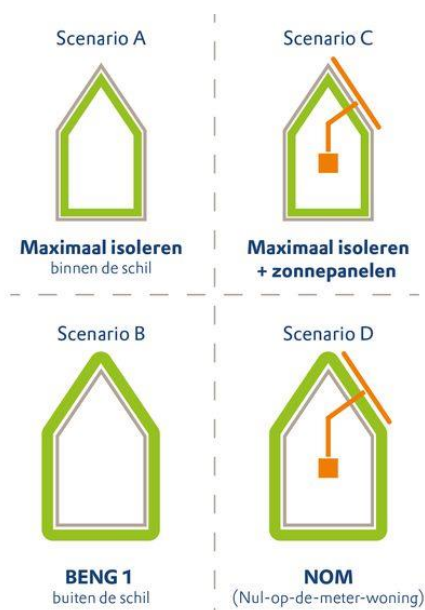 Scenario A
Maximaal isoleren
binnen de schil
Scenario C
Maximaal isoleren
+ zonnepanelen
Scenario B
BENG 1
buiten de schil
Scenario D
NOM
(Nul-op-de-meter-woning)